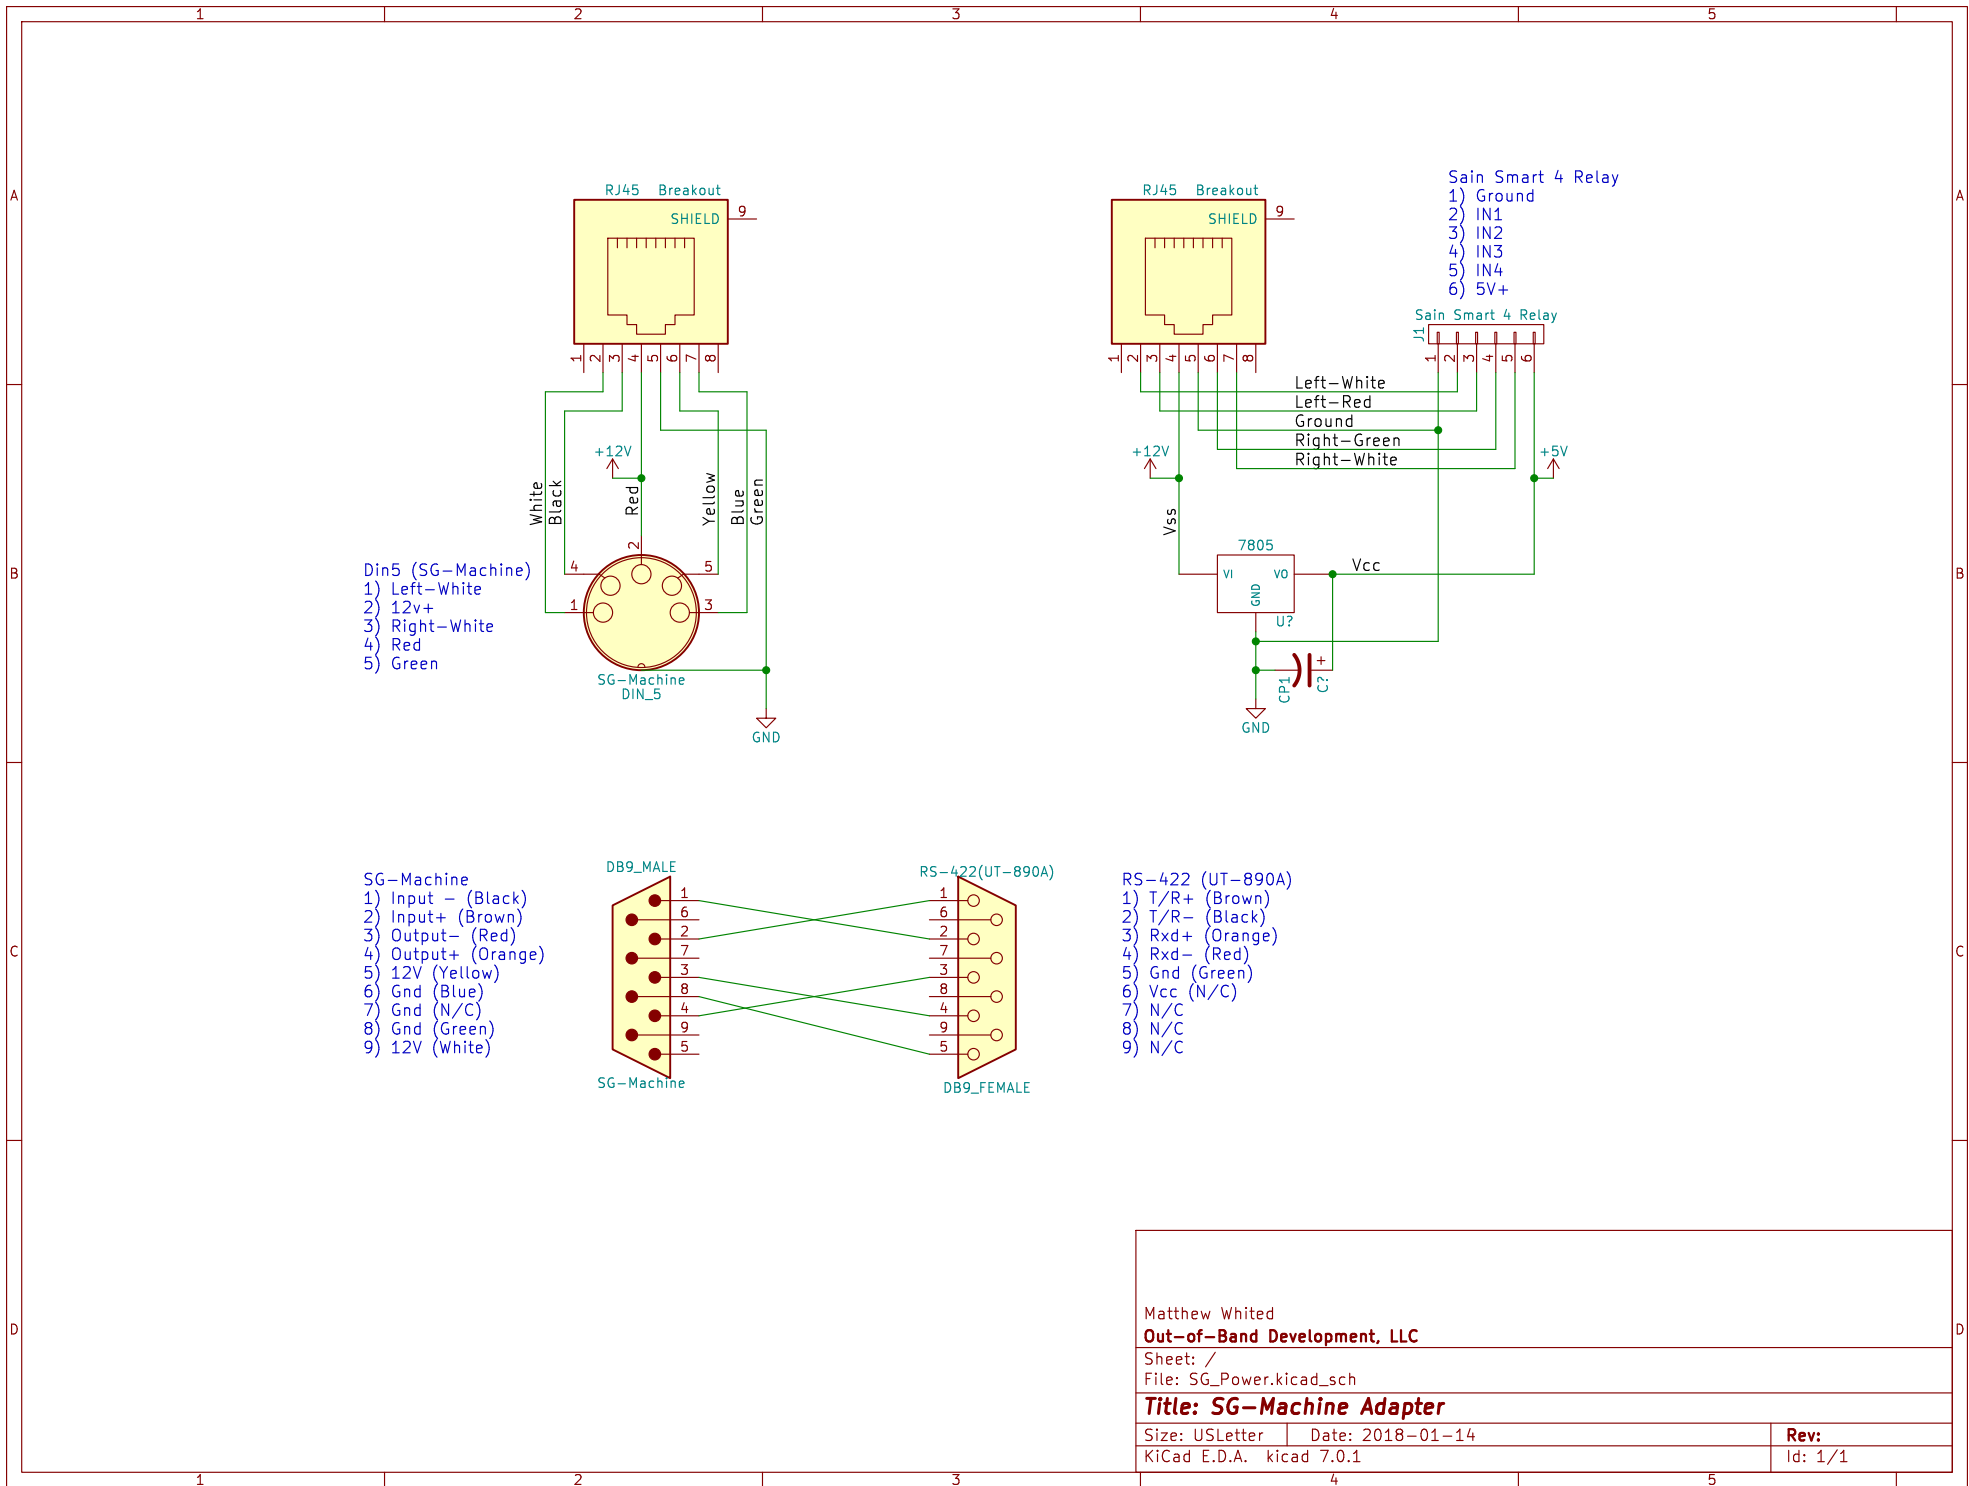 1 2 3 4 5
A
B
C
D
A
B
C
D
RJ45 Breakout
SHIELD
9
1 2 3 4 5 6 7 8
+12V
White
Black
Red
Yellow
Blue
Green
2
4
5
1
3
SG-Machine
DIN_5
GND
Din5 (SG-Machine)
1) Left-White
2) 12v+
3) Right-White
4) Red
5) Green
RJ45 Breakout
SHIELD
9
1 2 3 4 5 6 7 8
Sain Smart 4 Relay
1) Ground
2) IN1
3) IN2
4) IN3
5) IN4
6) 5V+
Sain Smart 4 Relay
J1
1 2 3 4 5 6
Left-White
Left-Red
Ground
Right-Green
Right-White
+12V
+5V
Vss
7805
VI
VO
GND
U?
Vcc
CP1
+
C?
GND
SG-Machine
1) Input - (Black)
2) Input+ (Brown)
3) Output- (Red)
4) Output+ (Orange)
5) 12V (Yellow)
6) Gnd (Blue)
7) Gnd (N/C)
8) Gnd (Green)
9) 12V (White)
DB9_MALE
1
6
2
7
3
8
4
9
5
SG-Machine
RS-422(UT-890A)
1
6
2
7
3
8
4
9
5
DB9_FEMALE
RS-422 (UT-890A)
1) T/R+ (Brown)
2) T/R- (Black)
3) Rxd+ (Orange)
4) Rxd- (Red)
5) Gnd (Green)
6) Vcc (N/C)
7) N/C
8) N/C
9) N/C
Matthew Whited
Out-of-Band Development, LLC
Sheet: /
File: SG_Power.kicad_sch
Title: SG-Machine Adapter
Size: USLetter Date: 2018-01-14 Rev:
KiCad E.D.A. kicad 7.0.1 Id: 1/1
1 2 3 4 5